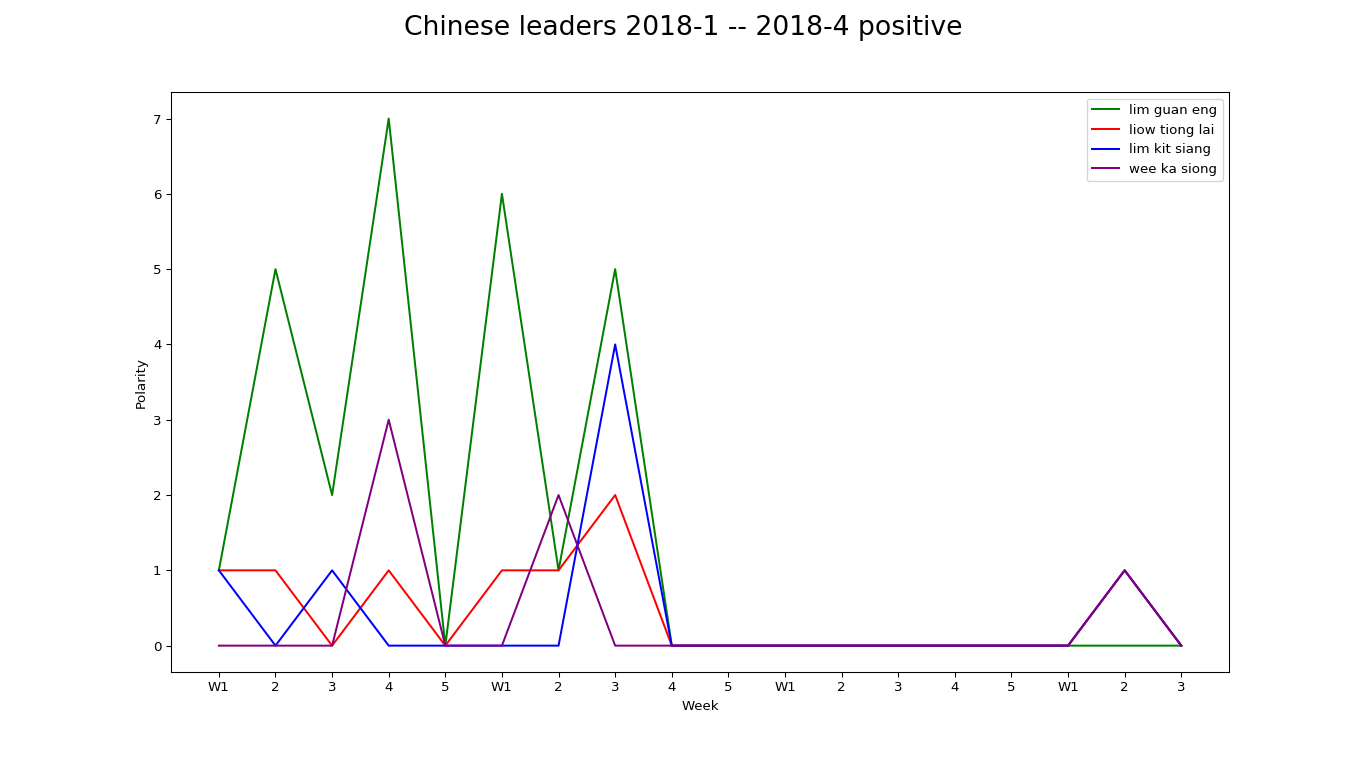 Chinese leaders 2018-1 -- 2018-4 positive
lim guan eng
liow tiong lai
lim kit siang
wee ka siong
7
6
5
4
3
2
1
0
Polarity
W1 2 3 4 5 W1 2 3 4 5 W1 2 3 4 5 W1 2 3
Week